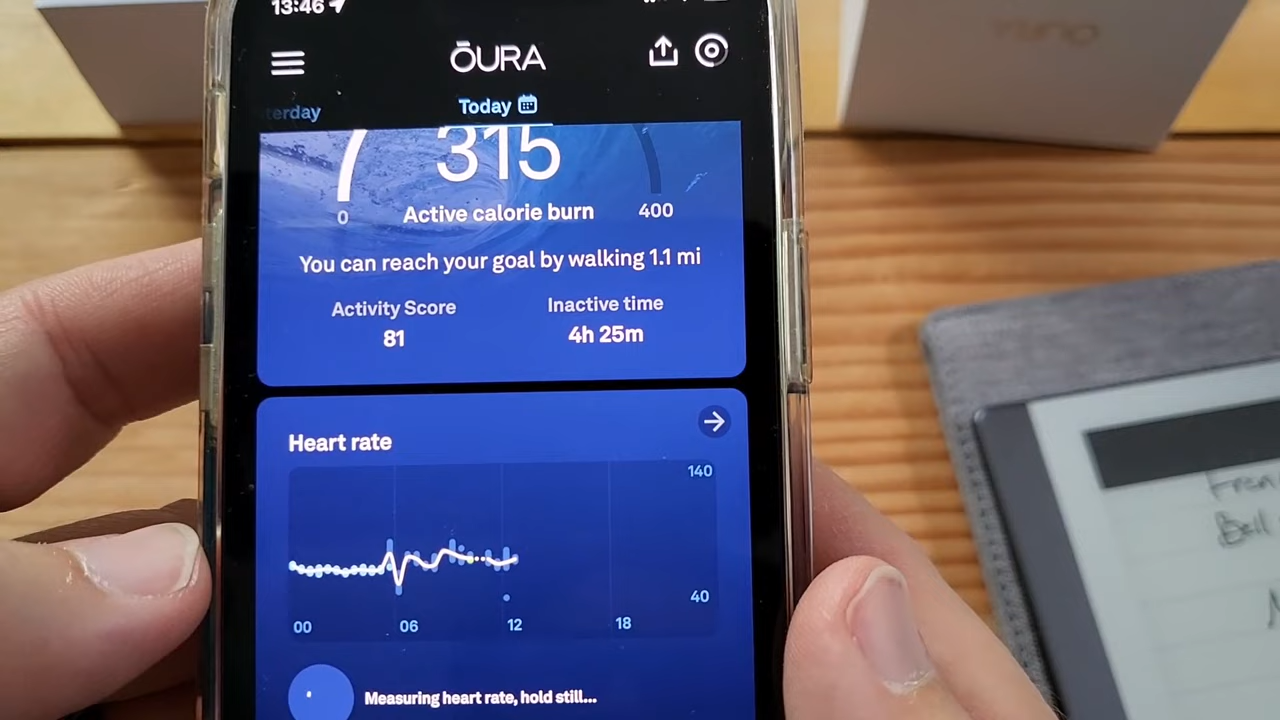 13:46
ŌURA
terday
Today
315
0
Active calorie burn
400
You can reach your goal by walking 1.1 mi
Activity Score
Inactive time
81
4h 25m
Heart rate
140
40
00
06
12
18
Measuring heart rate, hold still...
Bell